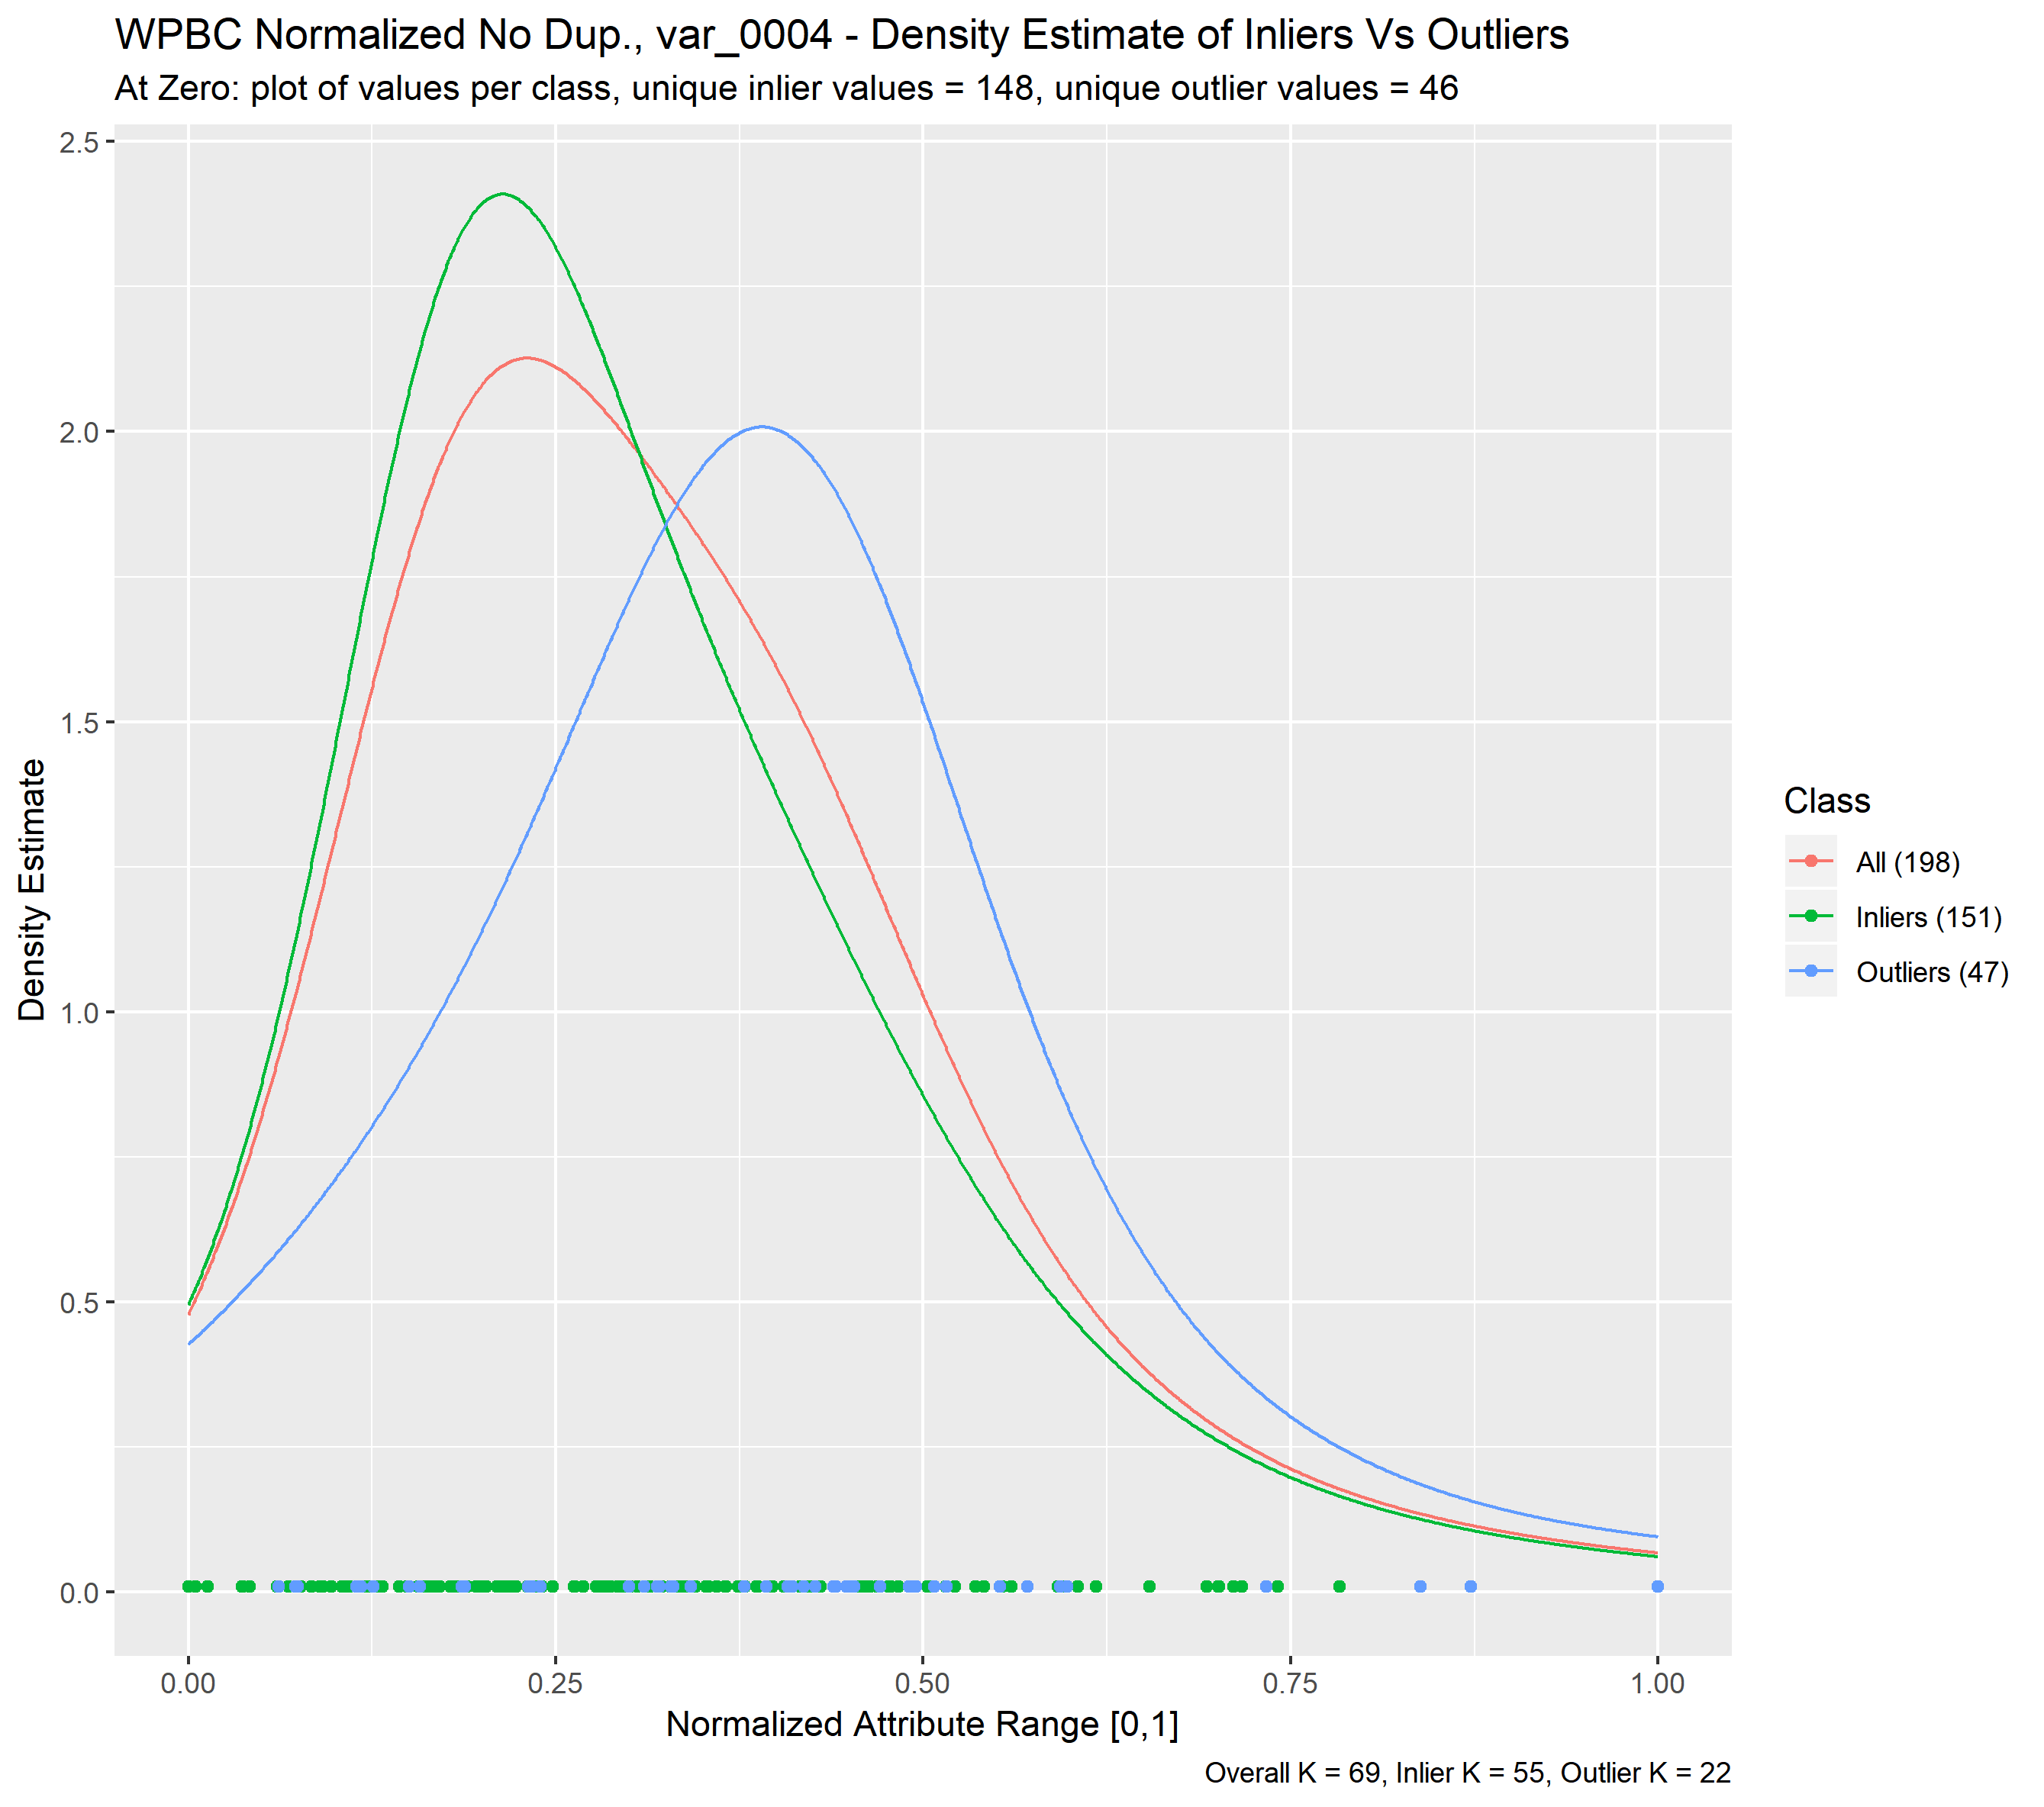 WPBC Normalized No Dup., var_0004 - Density Estimate of Inliers Vs Outliers
At Zero: plot of values per class, unique inlier values = 148, unique outlier values = 46
2.5
2.0
1.5
1.0
0.5
0.0
Density Estimate
0.00 0.25 0.50 0.75 1.00
Normalized Attribute Range [0,1]
Class
All (198)
Inliers (151)
Outliers (47)
Overall K = 69, Inlier K = 55, Outlier K = 22